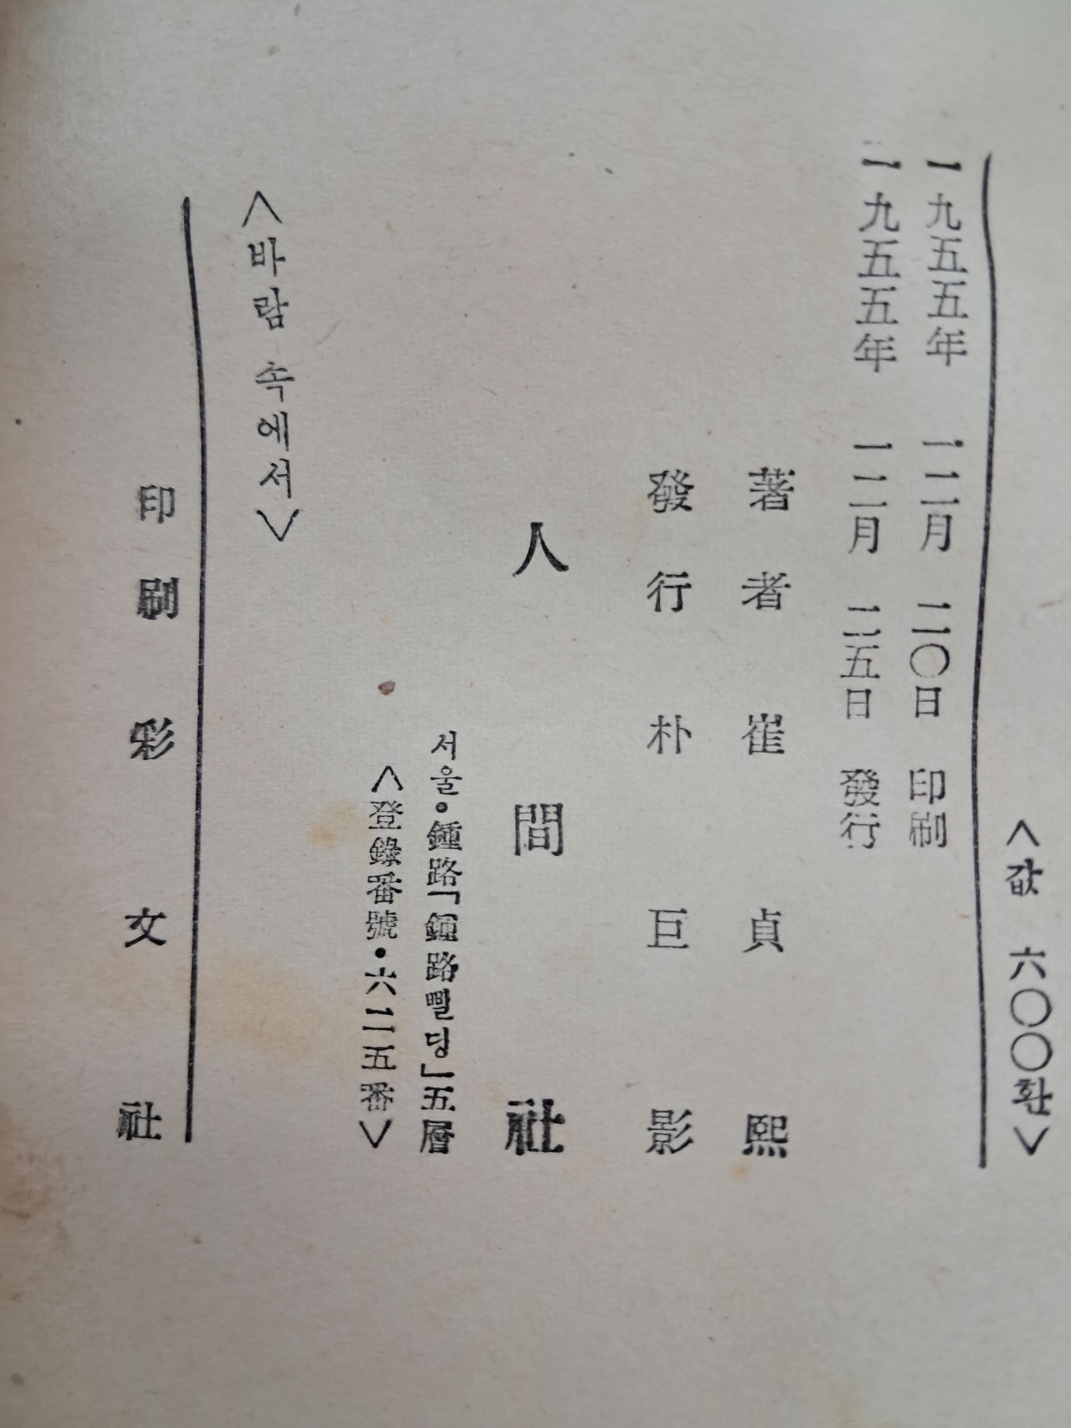 <값 六〇〇환>
一九五五年 一二月 二〇日 印刷
一九五五年 一二月 二五日 發行
著者 崔貞熙
發行 朴巨影
人間社
서울·鍾路「鍾路삘딩」五層
<登錄番號·六二五番>
<바람 속에서>
印刷 彩文社